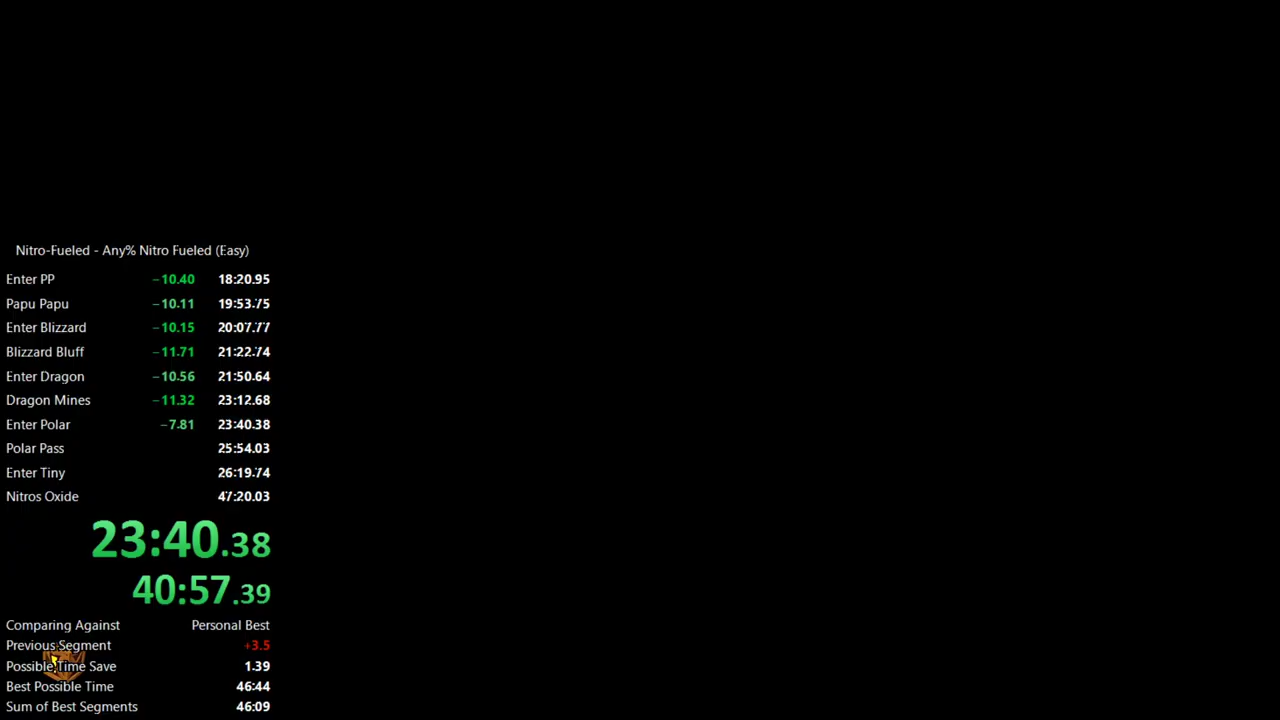 Nitro-Fueled - Any% Nitro Fueled (Easy)
Enter PP −10.40 18:20.95
Papu Papu −10.11 19:53.75
Enter Blizzard −10.15 20:07.77
Blizzard Bluff −11.71 21:22.74
Enter Dragon −10.56 21:50.64
Dragon Mines −11.32 23:12.68
Enter Polar −7.81 23:40.38
Polar Pass 25:54.03
Enter Tiny 26:19.74
Nitros Oxide 47:20.03
23:40.38
40:57.39
Comparing Against Personal Best
Previous Segment +3.5
Possible Time Save 1.39
Best Possible Time 46:44
Sum of Best Segments 46:09